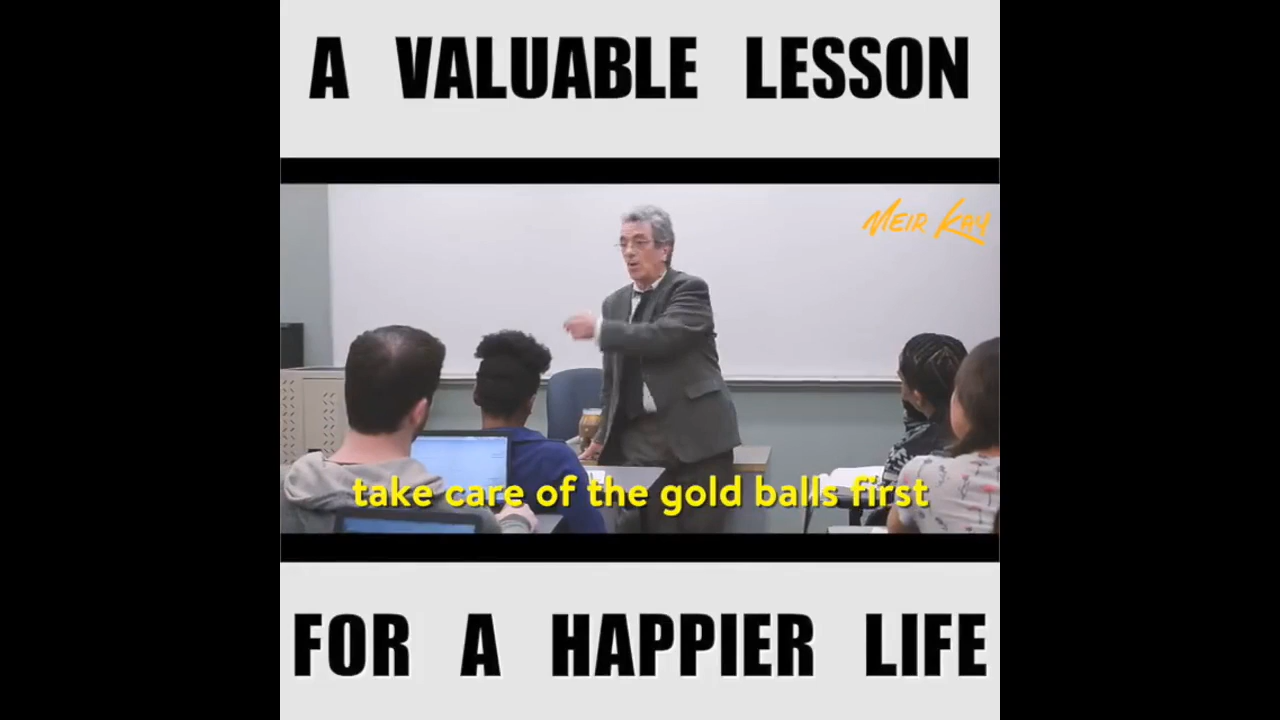 A VALUABLE LESSON
MEIR KAY
take care of the gold balls first
FOR A HAPPIER LIFE